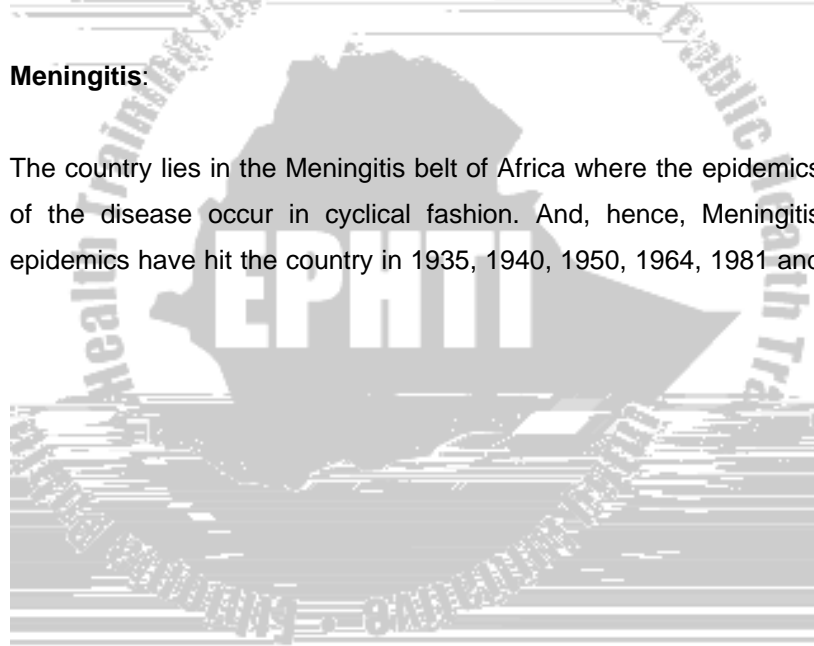 Meningitis:
The country lies in the Meningitis belt of Africa where the epidemics
of the disease occur in cyclical fashion. And, hence, Meningitis
epidemics have hit the country in 1935, 1940, 1950, 1964, 1981 and
EPHTI